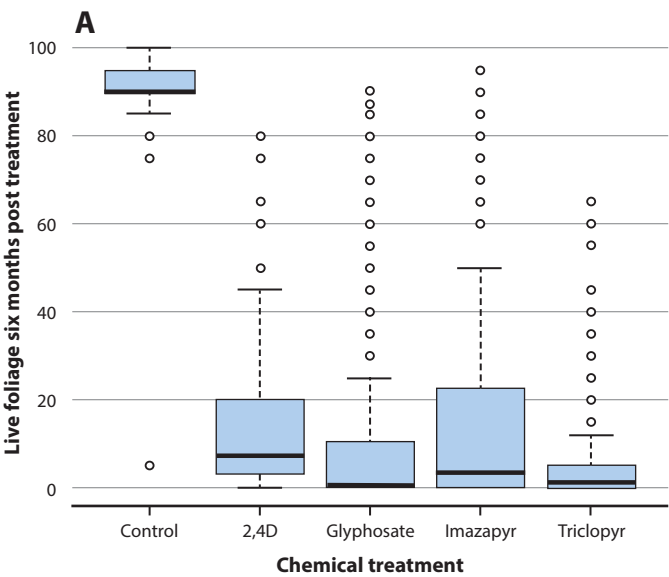 A
Live foliage six months post treatment
100
80
60
40
20
0
Control 2,4D Glyphosate Imazapyr Triclopyr
Chemical treatment